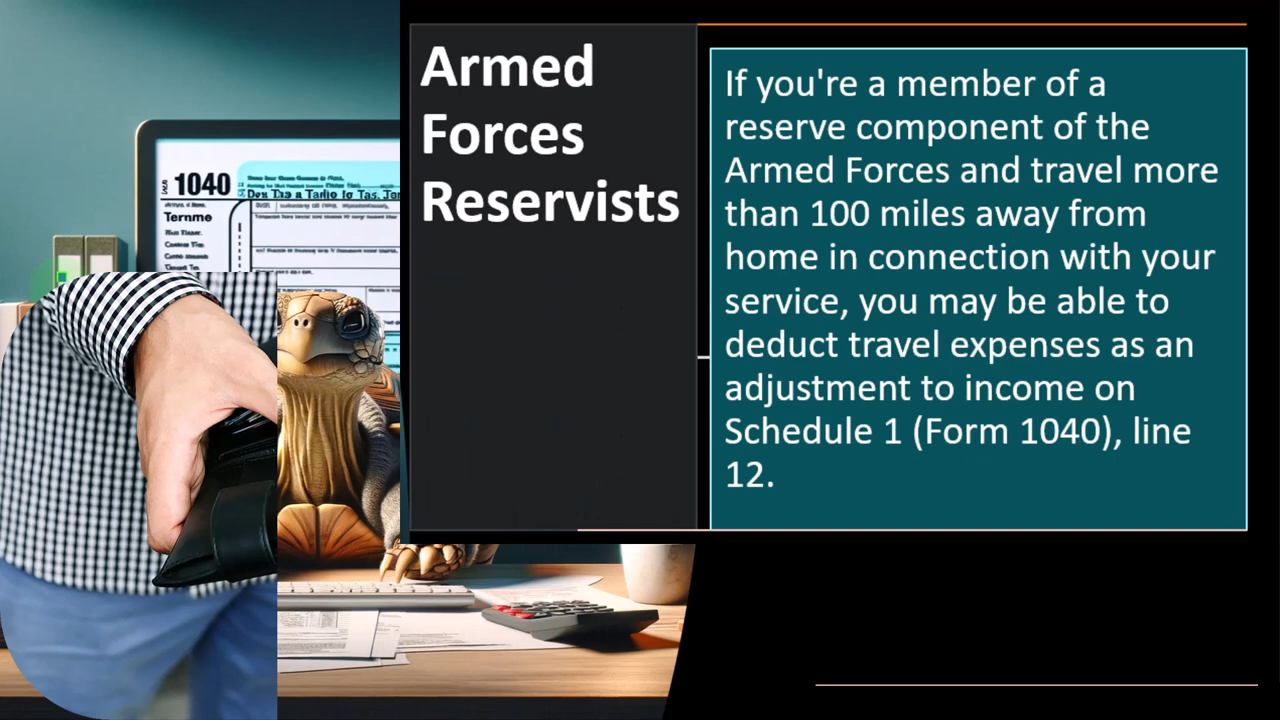 Armed
Forces
Reservists
If you're a member of a
reserve component of the
Armed Forces and travel more
than 100 miles away from
home in connection with your
service, you may be able to
deduct travel expenses as an
adjustment to income on
Schedule 1 (Form 1040), line
12.
1040
Ternme